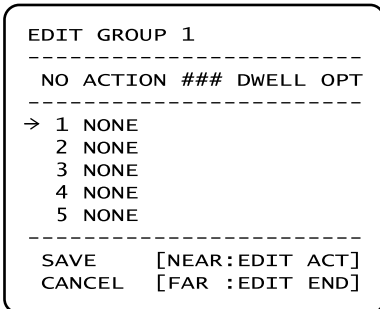 EDIT GROUP 1
------------------------
NO ACTION ### DWELL OPT
------------------------
→ 1 NONE
2 NONE
3 NONE
4 NONE
5 NONE
------------------------
SAVE [NEAR:EDIT ACT]
CANCEL [FAR :EDIT END]